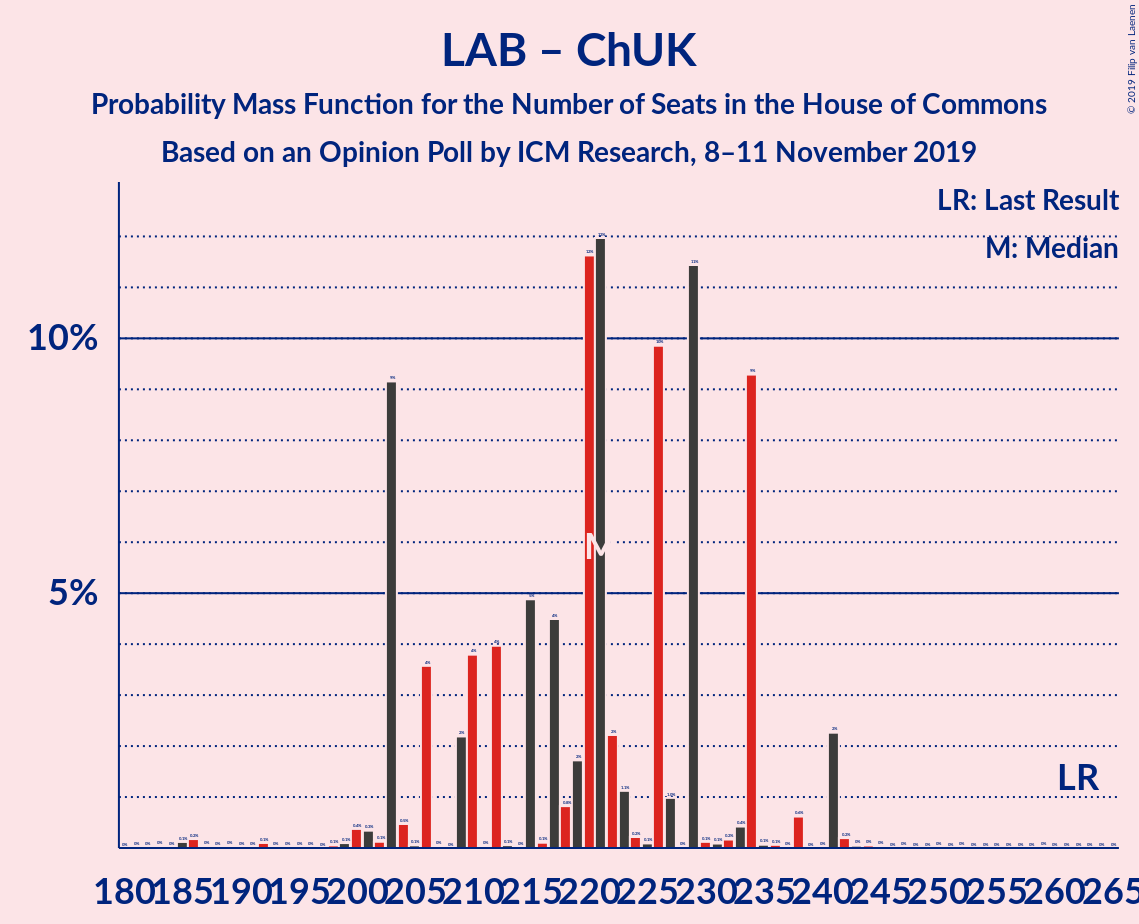 LAB – ChUK
Probability Mass Function for the Number of Seats in the House of Commons
Based on an Opinion Poll by ICM Research, 8–11 November 2019
© 2019 Filip van Laenen
LR: Last Result
M: Median
10%
5%
M
LR
180 185 190 195 200 205 210 215 220 225 230 235 240 245 250 255 260 265